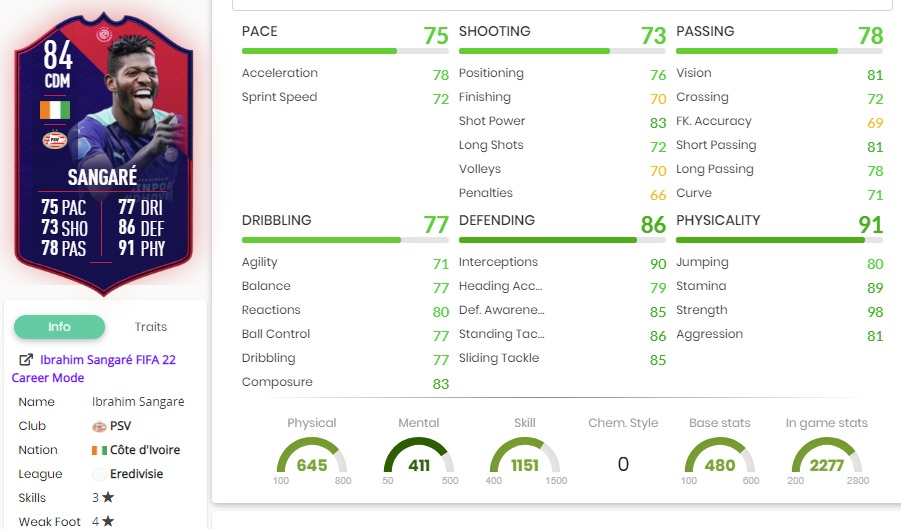 84
CDM
PSV
SANGARÉ
75 PAC 77 DRI
73 SHO 86 DEF
78 PAS 91 PHY
Info Traits
Ibrahim Sangaré FIFA 22
Career Mode
Name Ibrahim Sangaré
Club PSV
Nation Côte d'Ivoire
League Eredivisie
Skills 3 ★
Weak Foot 4 ★
PACE 75
Acceleration 78
Sprint Speed 72
SHOOTING 73
Positioning 76
Finishing 70
Shot Power 83
Long Shots 72
Volleys 70
Penalties 66
PASSING 78
Vision 81
Crossing 72
FK. Accuracy 69
Short Passing 81
Long Passing 78
Curve 71
DRIBBLING 77
Agility 71
Balance 77
Reactions 80
Ball Control 77
Dribbling 77
Composure 83
DEFENDING 86
Interceptions 90
Heading Acc... 79
Def. Awarene... 85
Standing Tac... 86
Sliding Tackle 85
PHYSICALITY 91
Jumping 80
Stamina 89
Strength 98
Aggression 81
Physical
645
100 800
Mental
411
50 500
Skill
1151
400 1500
Chem. Style
0
Base stats
480
100 600
In game stats
2277
200 2800